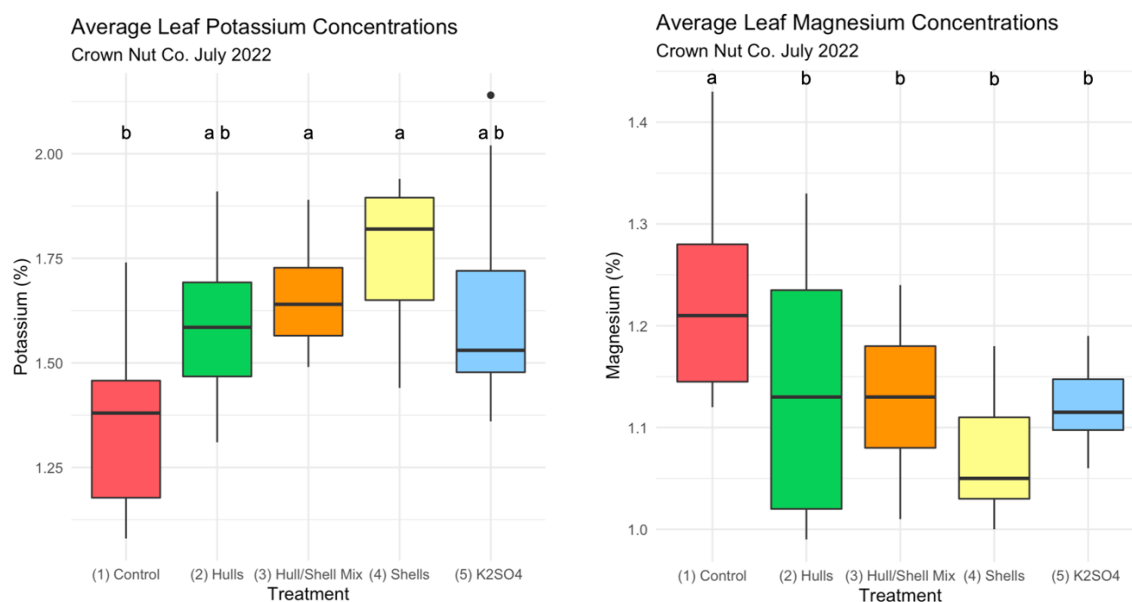 Average Leaf Potassium Concentrations
Crown Nut Co. July 2022
b
a b
a
a
a b
2.00
1.75
1.50
1.25
Potassium (%)
(1) Control
(2) Hulls
(3) Hull/Shell Mix
(4) Shells
(5) K2SO4
Treatment
Average Leaf Magnesium Concentrations
Crown Nut Co. July 2022
a
b
b
b
b
1.4
1.3
1.2
1.1
1.0
Magnesium (%)
(1) Control
(2) Hulls
(3) Hull/Shell Mix
(4) Shells
(5) K2SO4
Treatment